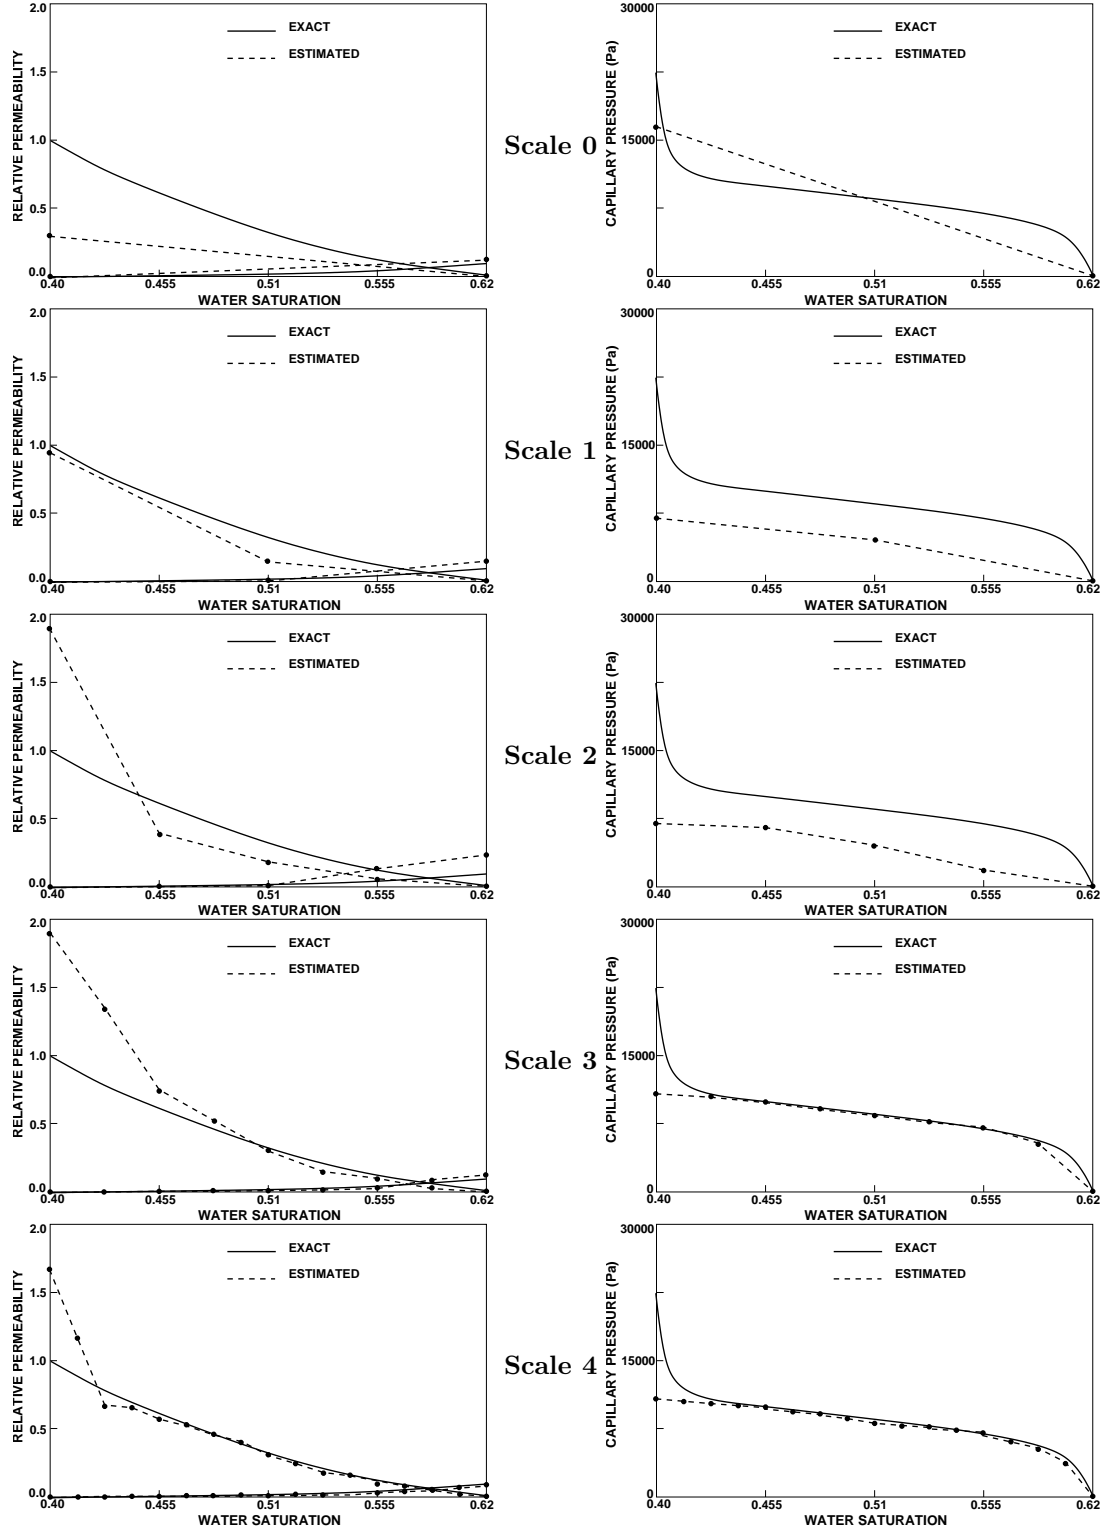 2.0
1.5
1.0
0.5
0.0
RELATIVE PERMEABILITY
EXACT
ESTIMATED
0.40 0.455 0.51 0.555 0.62
WATER SATURATION
Scale 0
30000
15000
0
CAPILLARY PRESSURE (Pa)
EXACT
ESTIMATED
0.40 0.455 0.51 0.555 0.62
WATER SATURATION
2.0
1.5
1.0
0.5
0.0
RELATIVE PERMEABILITY
EXACT
ESTIMATED
0.40 0.455 0.51 0.555 0.62
WATER SATURATION
Scale 1
30000
15000
0
CAPILLARY PRESSURE (Pa)
EXACT
ESTIMATED
0.40 0.455 0.51 0.555 0.62
WATER SATURATION
2.0
1.5
1.0
0.5
0.0
RELATIVE PERMEABILITY
EXACT
ESTIMATED
0.40 0.455 0.51 0.555 0.62
WATER SATURATION
Scale 2
30000
15000
0
CAPILLARY PRESSURE (Pa)
EXACT
ESTIMATED
0.40 0.455 0.51 0.555 0.62
WATER SATURATION
2.0
1.5
1.0
0.5
0.0
RELATIVE PERMEABILITY
EXACT
ESTIMATED
0.40 0.455 0.51 0.555 0.62
WATER SATURATION
Scale 3
30000
15000
0
CAPILLARY PRESSURE (Pa)
EXACT
ESTIMATED
0.40 0.455 0.51 0.555 0.62
WATER SATURATION
2.0
1.5
1.0
0.5
0.0
RELATIVE PERMEABILITY
EXACT
ESTIMATED
0.40 0.455 0.51 0.555 0.62
WATER SATURATION
Scale 4
30000
15000
0
CAPILLARY PRESSURE (Pa)
EXACT
ESTIMATED
0.40 0.455 0.51 0.555 0.62
WATER SATURATION